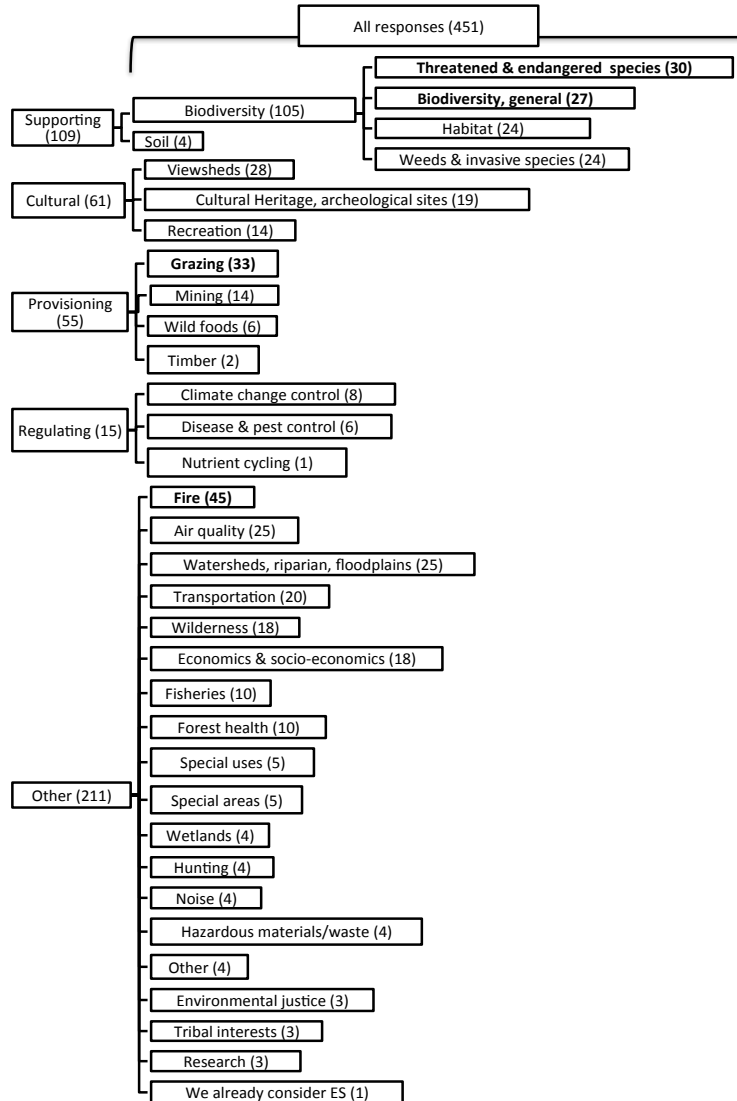 All responses (451)
Supporting
(109)
Biodiversity (105)
Threatened & endangered species (30)
Biodiversity, general (27)
Habitat (24)
Weeds & invasive species (24)
Soil (4)
Cultural (61)
Viewsheds (28)
Cultural Heritage, archeological sites (19)
Recreation (14)
Provisioning
(55)
Grazing (33)
Mining (14)
Wild foods (6)
Timber (2)
Regulating (15)
Climate change control (8)
Disease & pest control (6)
Nutrient cycling (1)
Other (211)
Fire (45)
Air quality (25)
Watersheds, riparian, floodplains (25)
Transportation (20)
Wilderness (18)
Economics & socio-economics (18)
Fisheries (10)
Forest health (10)
Special uses (5)
Special areas (5)
Wetlands (4)
Hunting (4)
Noise (4)
Hazardous materials/waste (4)
Other (4)
Environmental justice (3)
Tribal interests (3)
Research (3)
We already consider ES (1)